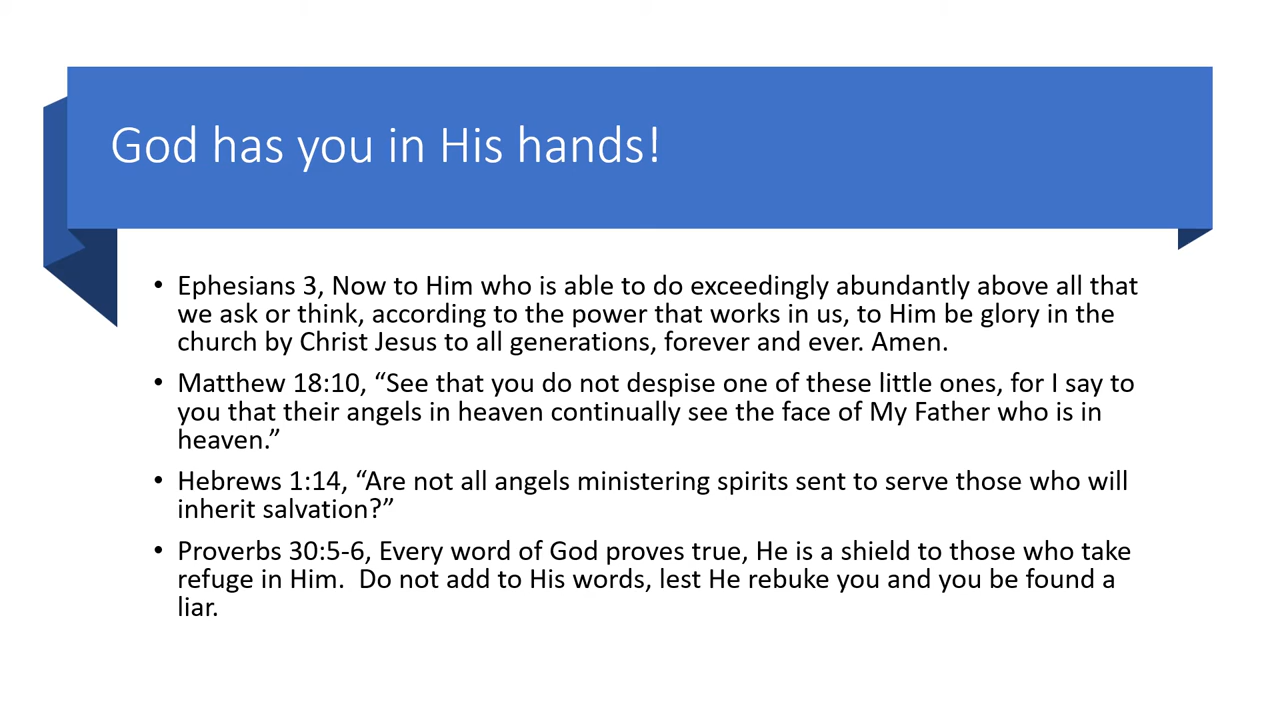 God has you in His hands!
• Ephesians 3, Now to Him who is able to do exceedingly abundantly above all that
we ask or think, according to the power that works in us, to Him be glory in the
church by Christ Jesus to all generations, forever and ever. Amen.
• Matthew 18:10, “See that you do not despise one of these little ones, for I say to
you that their angels in heaven continually see the face of My Father who is in
heaven.”
• Hebrews 1:14, “Are not all angels ministering spirits sent to serve those who will
inherit salvation?”
• Proverbs 30:5-6, Every word of God proves true, He is a shield to those who take
refuge in Him.  Do not add to His words, lest He rebuke you and you be found a
liar.